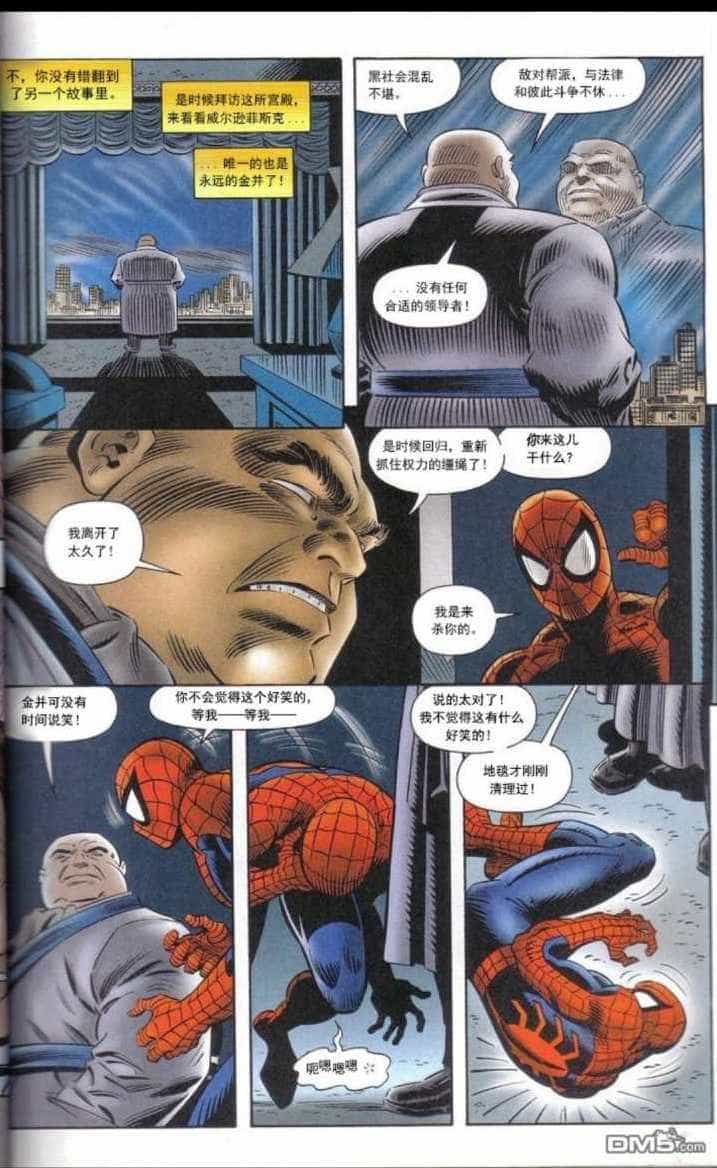 不，你没有错翻到
了另一个故事里。
是时候拜访这所宫殿，
来看看威尔逊菲斯克 ...
... 唯一的也是
永远的金并了！
黑社会混乱
不堪。
敌对帮派，与法律
和彼此斗争不休 ...
... 没有任何
合适的领导者！
我离开了
太久了！
是时候回归，重新
抓住权力的缰绳了！
你来这儿
干什么？
我是来
杀你的。
金并可没有
时间说笑！
你不会觉得这个好笑的，
等我——等我——
呃嗯嗯嗯
说的太对了！
我不觉得这有什么
好笑的！
地毯才刚刚
清理过！
DM5.com